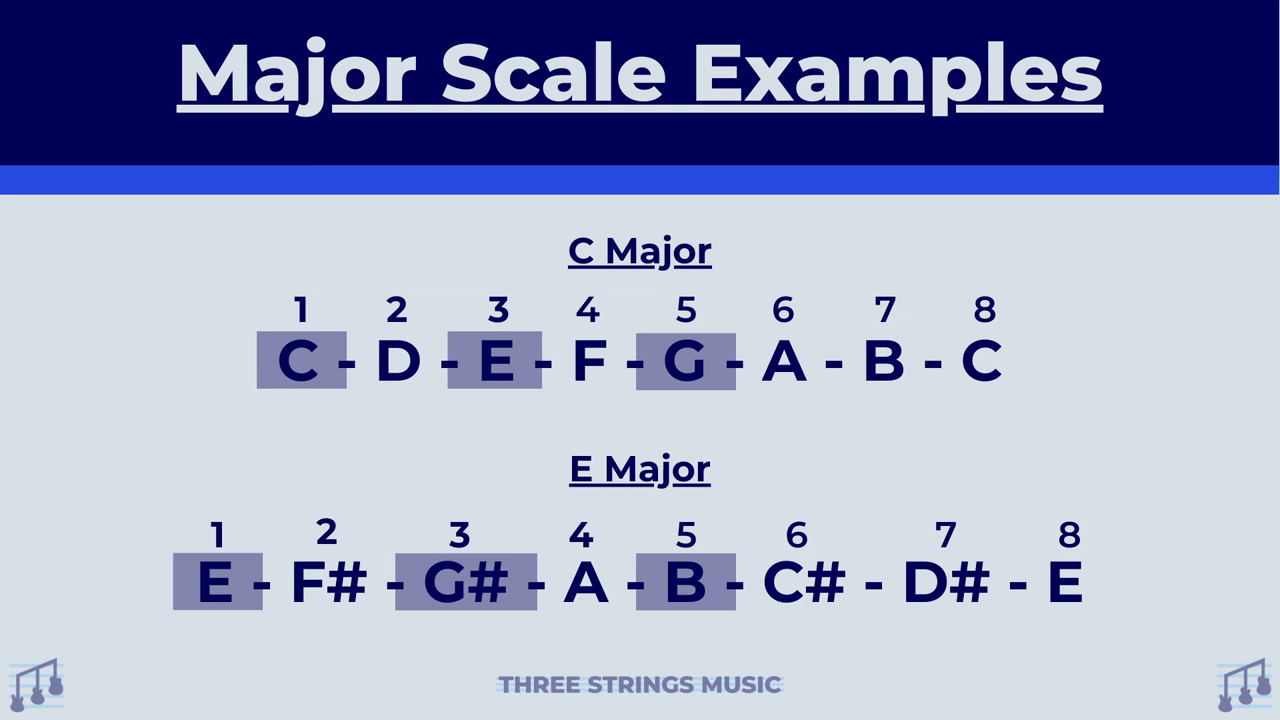 Major Scale Examples
C Major
1 2 3 4 5 6 7 8
C - D - E - F - G - A - B - C
E Major
1 2 3 4 5 6 7 8
E - F# - G# - A - B - C# - D# - E
THREE STRINGS MUSIC